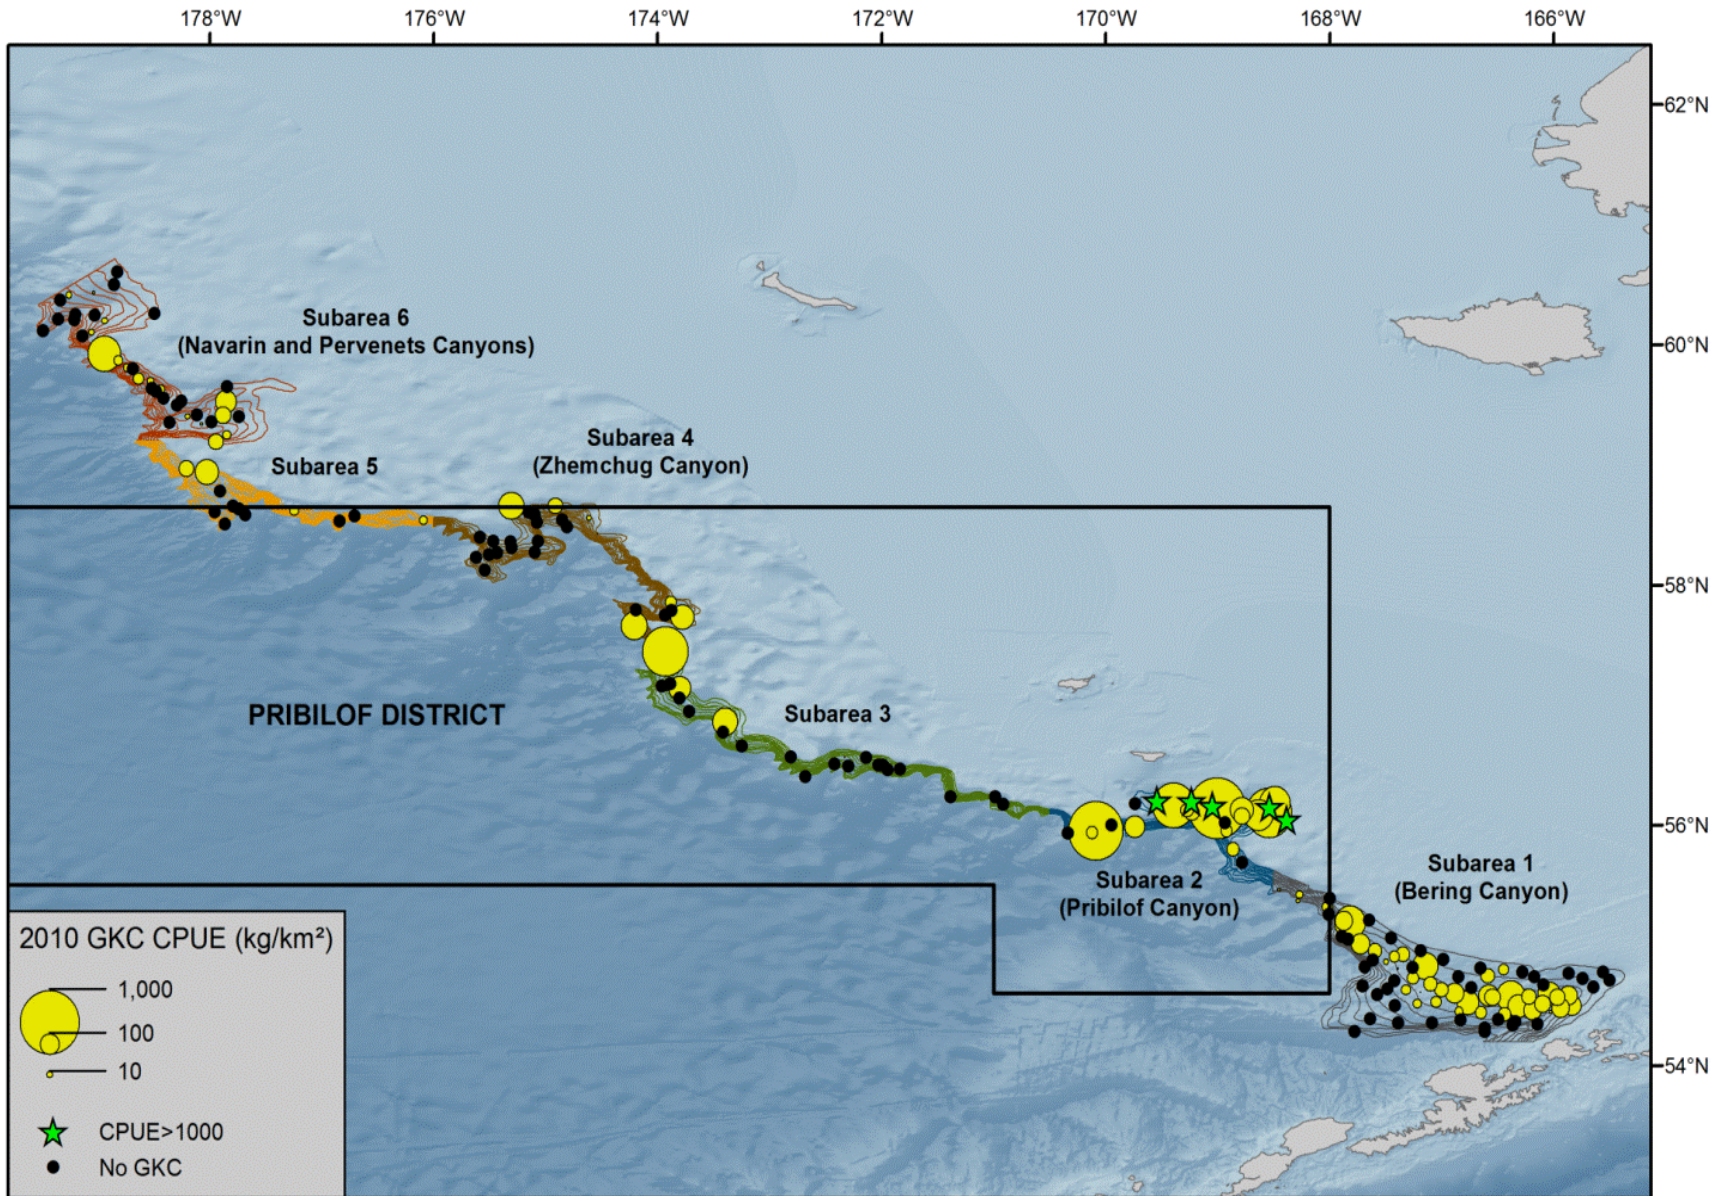 178°W 176°W 174°W 172°W 170°W 168°W 166°W
62°N
Subarea 6
(Navarin and Pervenets Canyons)
60°N
Subarea 4
(Zhemchug Canyon)
Subarea 5
58°N
PRIBILOF DISTRICT
Subarea 3
56°N
Subarea 2
(Pribilof Canyon)
Subarea 1
(Bering Canyon)
54°N
2010 GKC CPUE (kg/km²)
1,000
100
10
CPUE>1000
No GKC